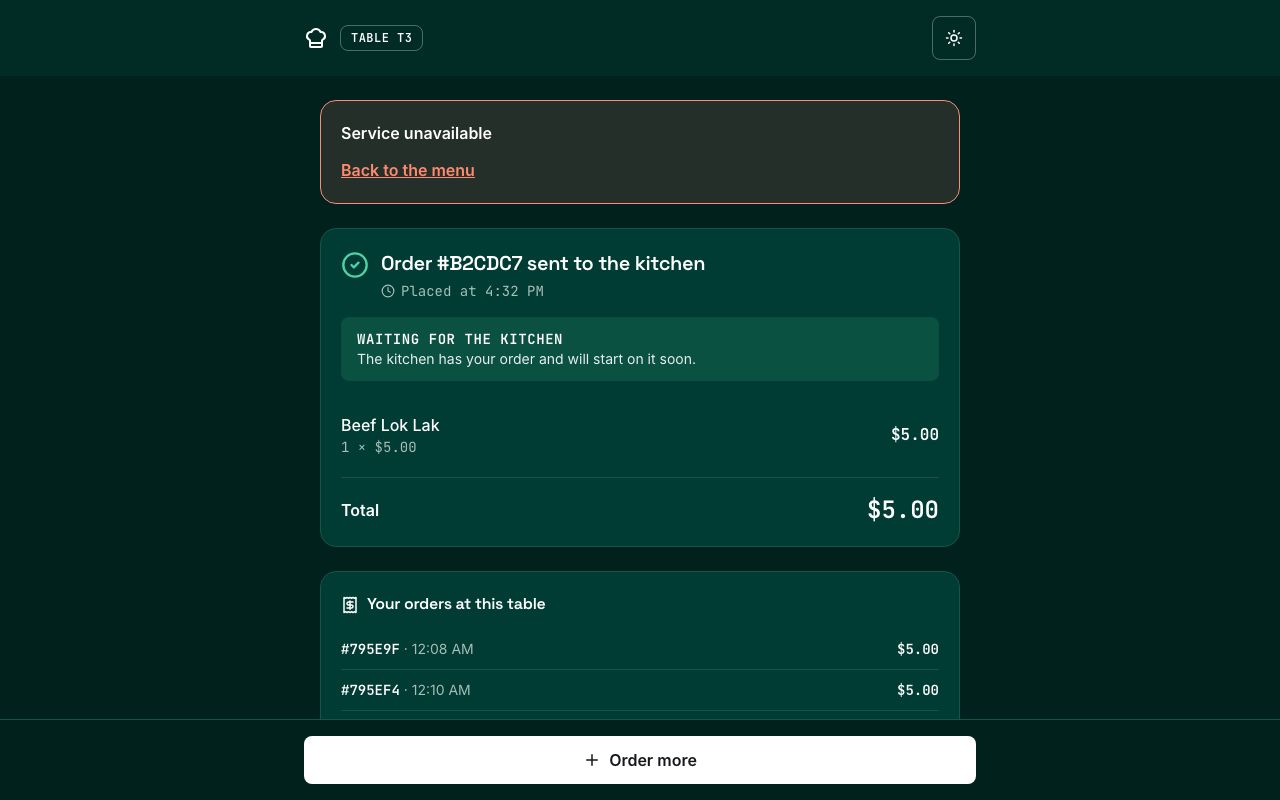 TABLE T3
Service unavailable
Back to the menu
Order #B2CDC7 sent to the kitchen
Placed at 4:32 PM
WAITING FOR THE KITCHEN
The kitchen has your order and will start on it soon.
Beef Lok Lak
$5.00
1 × $5.00
Total
$5.00
Your orders at this table
#795E9F · 12:08 AM
$5.00
#795EF4 · 12:10 AM
$5.00
Order more